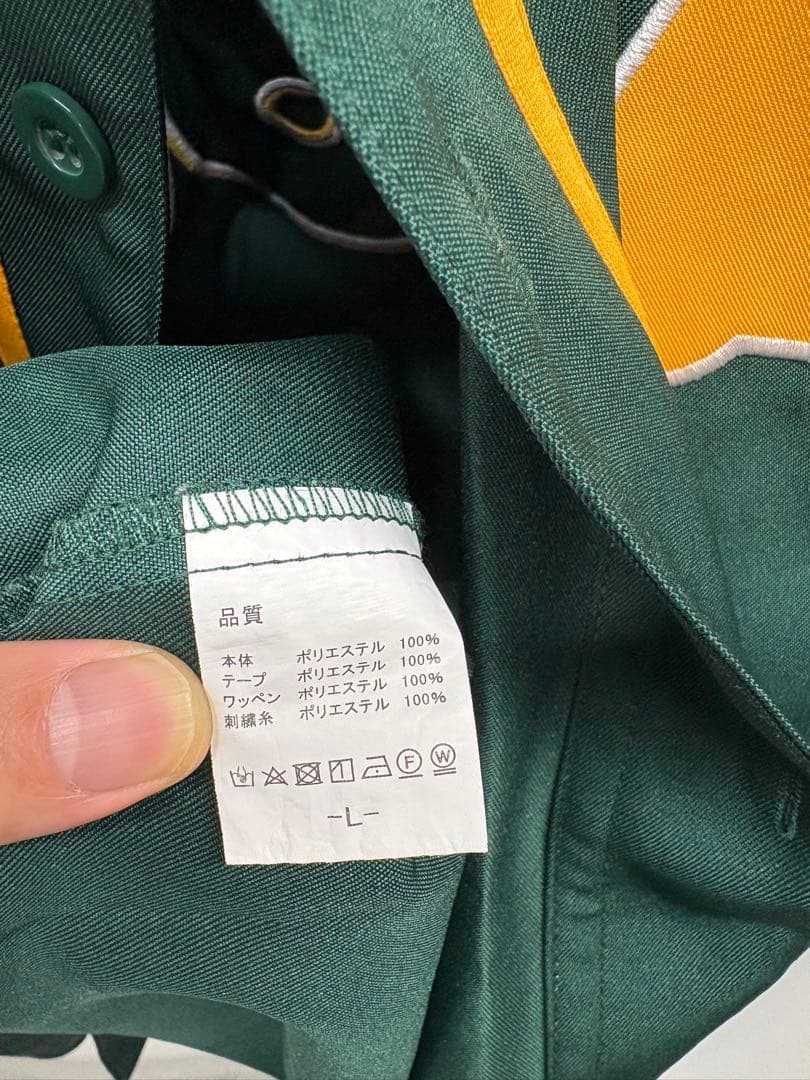 品質
本体 ポリエステル 100%
テープ ポリエステル 100%
ワッペン ポリエステル 100%
刺繍糸 ポリエステル 100%
F W
-L-